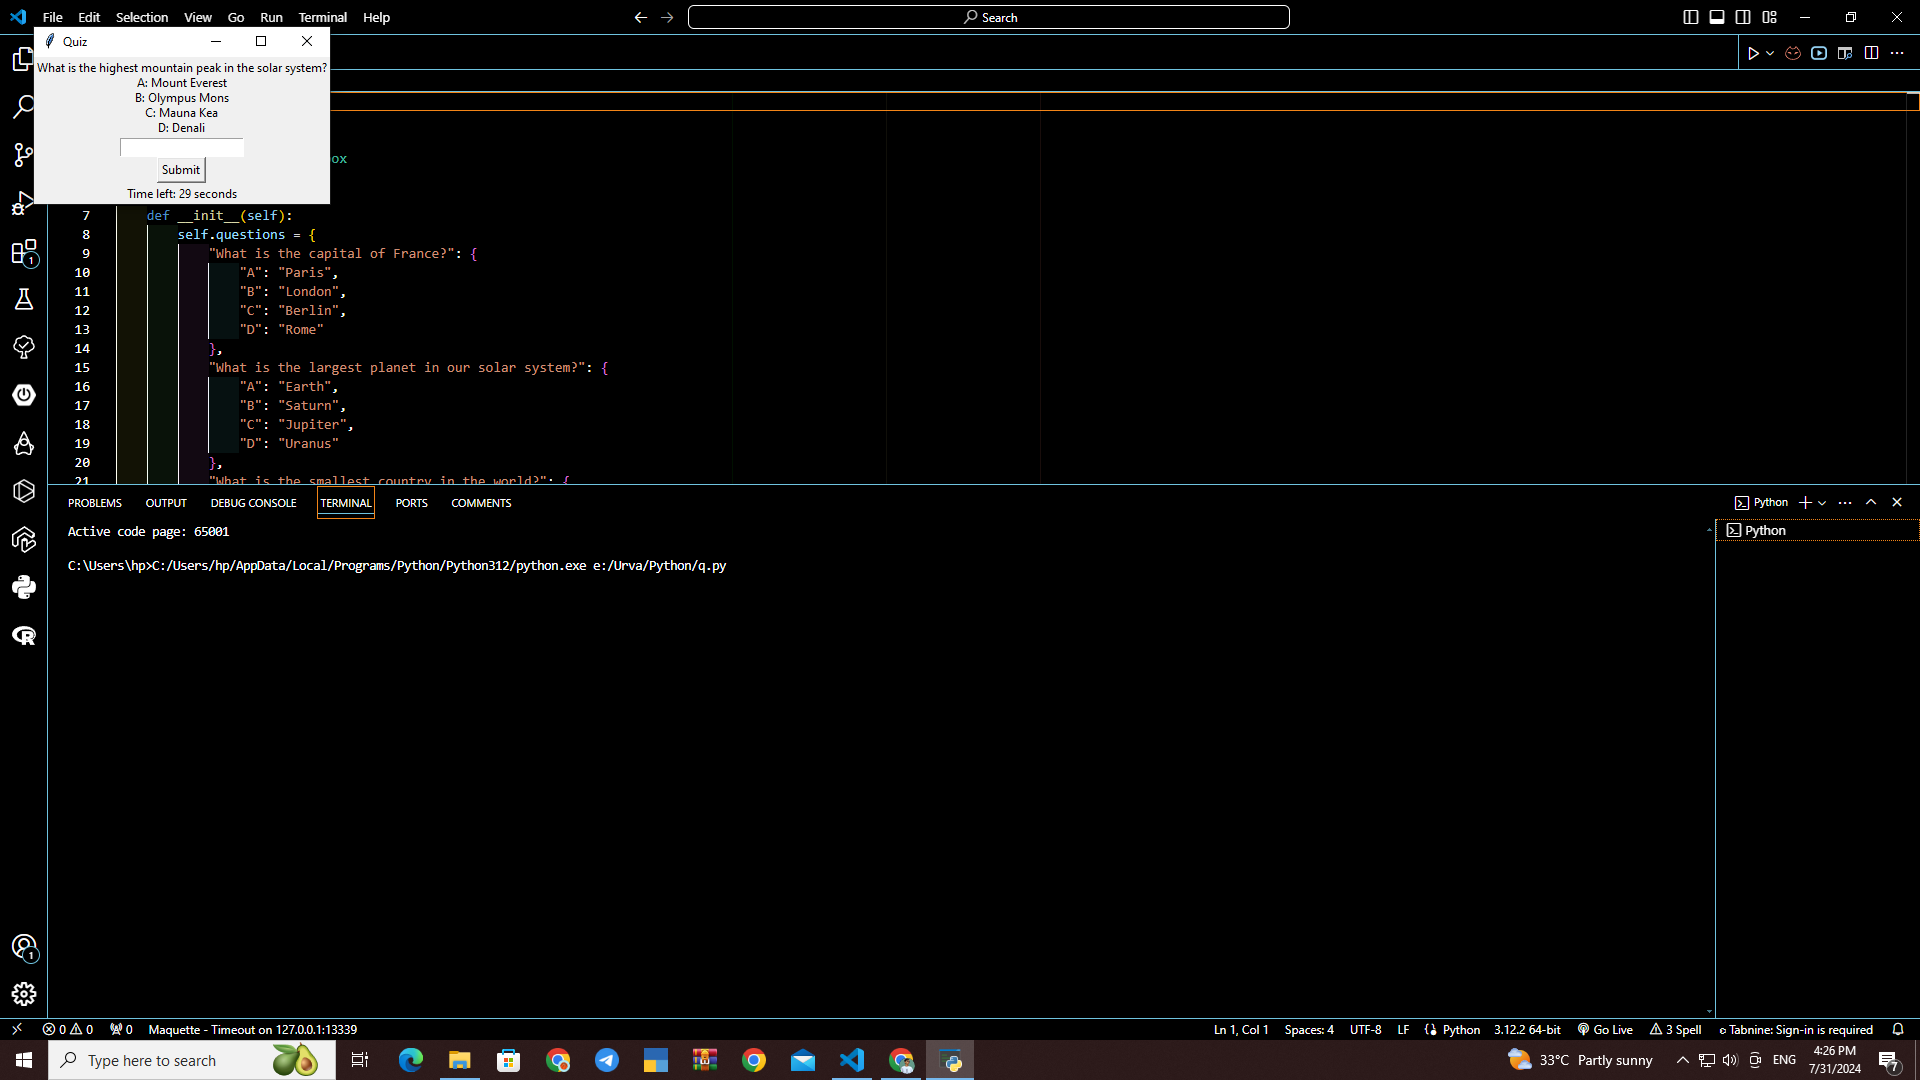 File Edit Selection View Go Run Terminal Help
Search
Quiz
What is the highest mountain peak in the solar system?
A: Mount Everest
B: Olympus Mons
C: Mauna Kea
D: Denali
Submit
Time left: 29 seconds
ox
7 def __init__(self):
8 self.questions = {
9 "What is the capital of France?": {
10 "A": "Paris",
11 "B": "London",
12 "C": "Berlin",
13 "D": "Rome"
14 },
15 "What is the largest planet in our solar system?": {
16 "A": "Earth",
17 "B": "Saturn",
18 "C": "Jupiter",
19 "D": "Uranus"
20 },
21 "What is the smallest country in the world?": {
PROBLEMS OUTPUT DEBUG CONSOLE TERMINAL PORTS COMMENTS
Python
Active code page: 65001
Python
C:\Users\hp>C:/Users/hp/AppData/Local/Programs/Python/Python312/python.exe e:/Urva/Python/q.py
1
1
0 0 0 Maquette - Timeout on 127.0.0.1:13339 Ln 1, Col 1 Spaces: 4 UTF-8 LF Python 3.12.2 64-bit Go Live 3 Spell Tabnine: Sign-in is required
Type here to search
33°C Partly sunny
ENG
4:26 PM
7/31/2024
7